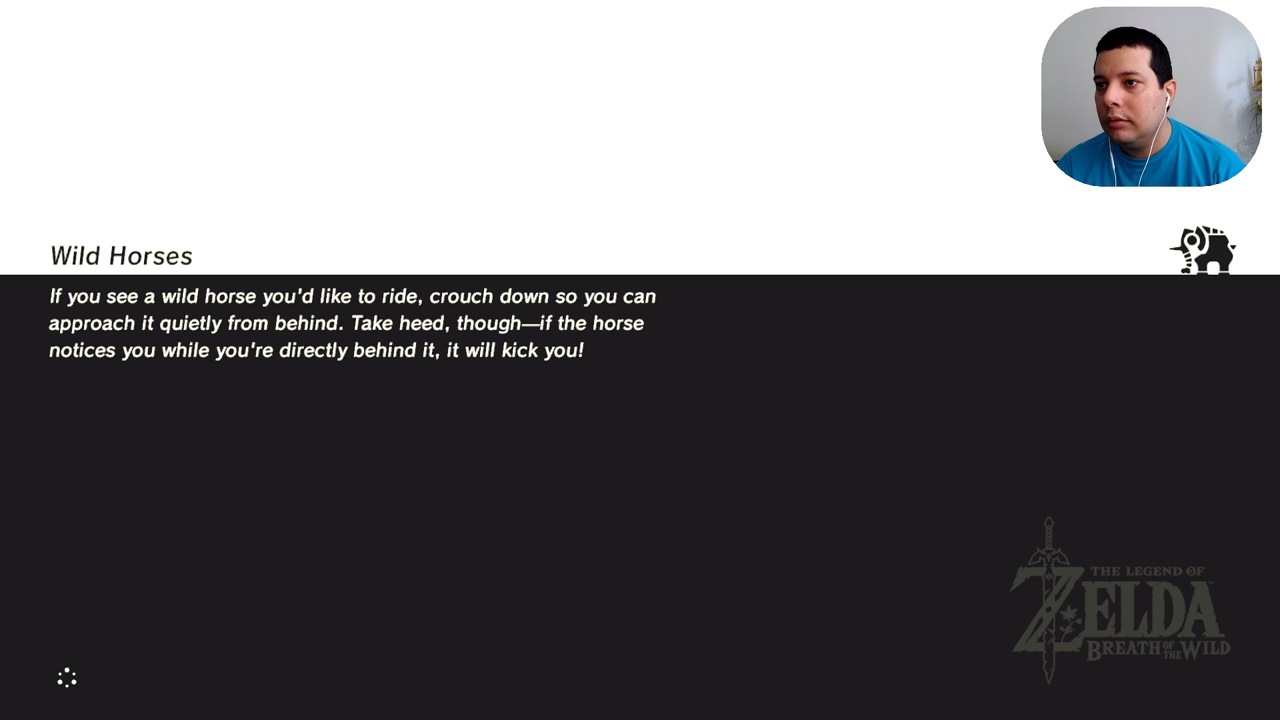 Wild Horses
If you see a wild horse you'd like to ride, crouch down so you can
approach it quietly from behind. Take heed, though—if the horse
notices you while you're directly behind it, it will kick you!
THE LEGEND OF
ZELDA
BREATH OF THE WILD